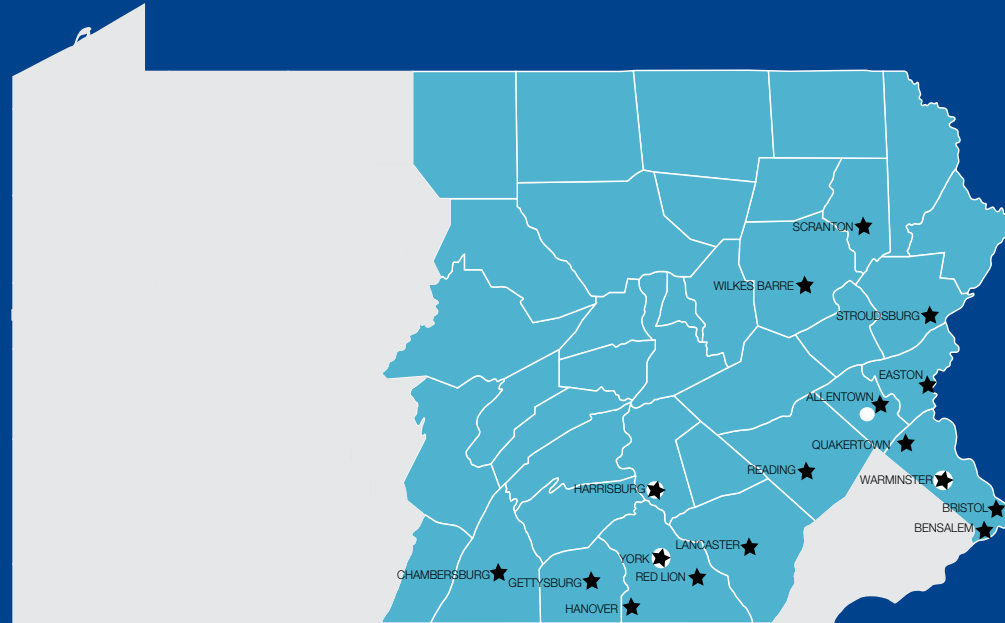 SCRANTON
WILKES BARRE
STROUDSBURG
EASTON
ALLENTOWN
QUAKERTOWN
READING
WARMINSTER
HARRISBURG
BRISTOL
BENSALEM
LANCASTER
YORK
CHAMBERSBURG
GETTYSBURG
RED LION
HANOVER